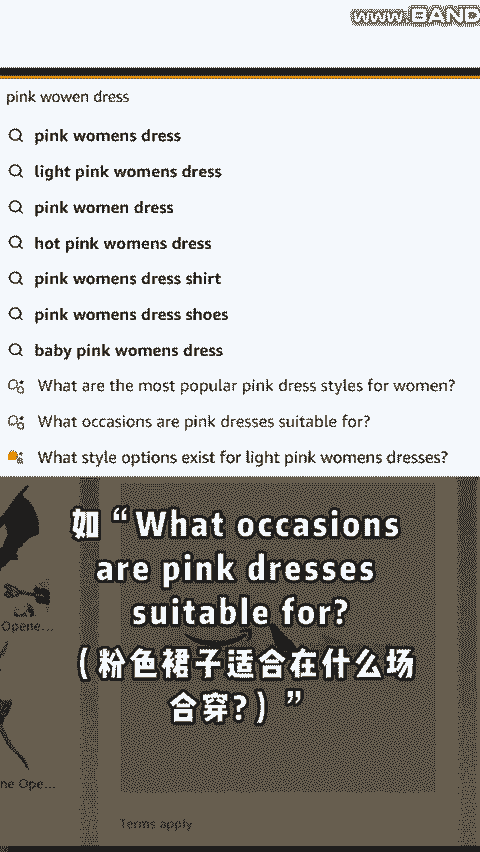 www.BAND
pink wowen dress
pink womens dress
light pink womens dress
pink women dress
hot pink womens dress
pink womens dress shirt
pink womens dress shoes
baby pink womens dress
What are the most popular pink dress styles for women?
What occasions are pink dresses suitable for?
What style options exist for light pink womens dresses?
如“What occasions
are pink dresses
suitable for?
（粉色裙子适合在什么场
合穿?）”
Opene...
ne Ope...
Terms apply